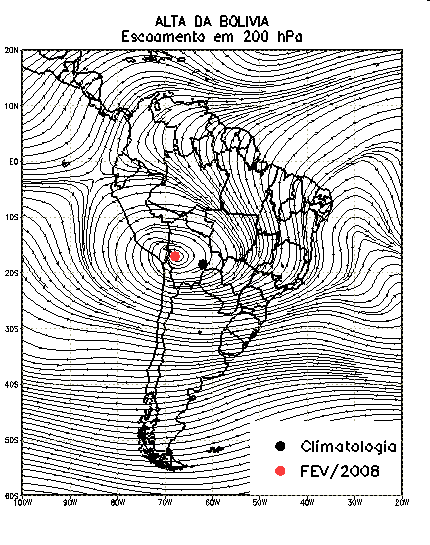 ALTA DA BOLIVIA
Escoamento em 200 hPa
20N
10N
EQ
10S
20S
30S
40S
50S
60S
100W 90W 80W 70W 60W 50W 40W 30W 20W
Climatologia
FEV/2008